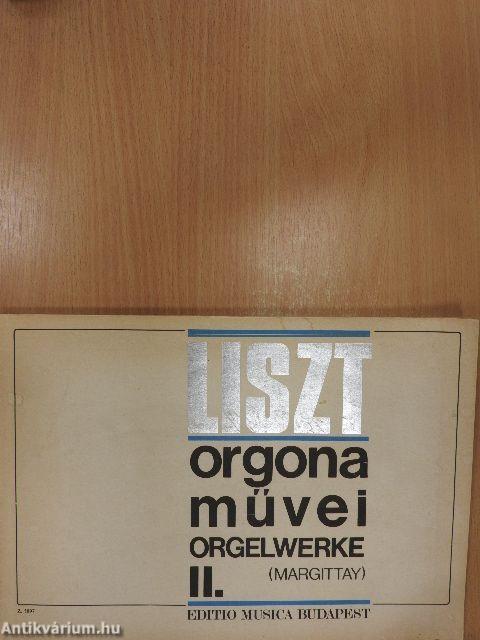 LISZT
orgona
művei
ORGELWERKE
II. (MARGITTAY)
EDITIO MUSICA BUDAPEST
Antikvárium.hu